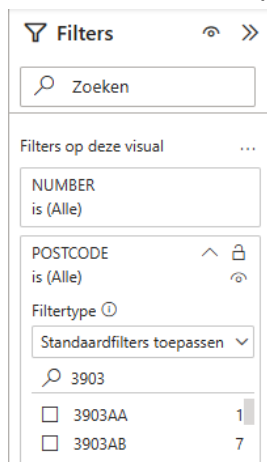 Filters
Zoeken
Filters op deze visual
...
NUMBER
is (Alle)
POSTCODE
is (Alle)
Filtertype
Standaardfilters toepassen
3903
3903AA 1
3903AB 7